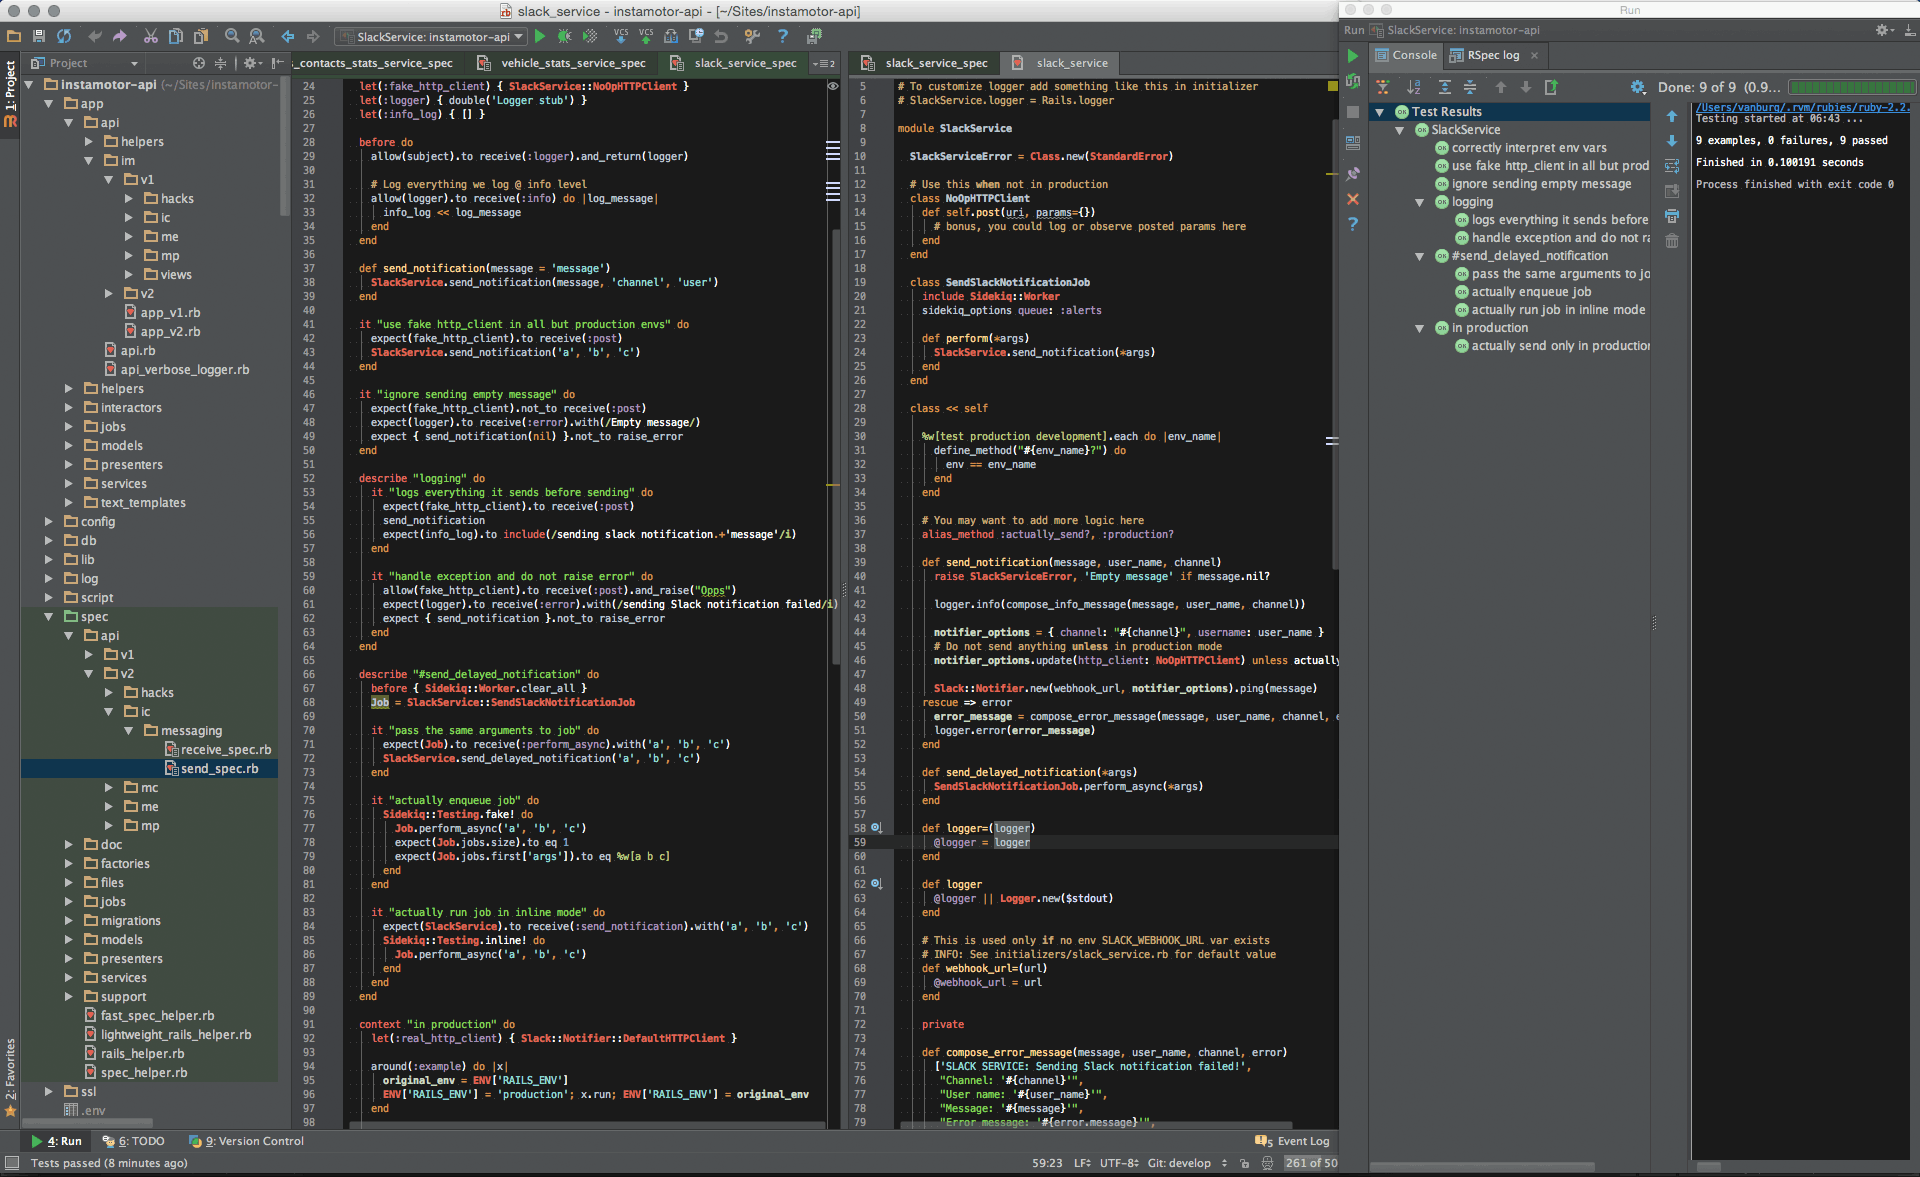 slack_service - instamotor-api - [~/Sites/instamotor-api]
SlackService: instamotor-api
VCS
VCS
Project
s_contacts_stats_service_spec
vehicle_stats_service_spec
slack_service_spec
1: Project
2: Favorites
instamotor-api (~/Sites/instamotor-
app
api
helpers
im
v1
hacks
ic
me
mp
views
v2
app_v1.rb
app_v2.rb
api.rb
api_verbose_logger.rb
helpers
interactors
jobs
models
presenters
services
text_templates
config
db
lib
log
script
spec
api
v1
v2
hacks
ic
messaging
receive_spec.rb
send_spec.rb
mc
me
mp
doc
factories
files
jobs
migrations
models
presenters
services
support
fast_spec_helper.rb
lightweight_rails_helper.rb
rails_helper.rb
spec_helper.rb
ssl
.env
24 let(:fake_http_client) { SlackService::NoOpHTTPClient }
25 let(:logger) { double('Logger stub') }
26 let(:info_log) { [] }
27
28 before do
29 allow(subject).to receive(:logger).and_return(logger)
30
31 # Log everything we log @ info level
32 allow(logger).to receive(:info) do |log_message|
33 info_log << log_message
34 end
35 end
36
37 def send_notification(message = 'message')
38 SlackService.send_notification(message, 'channel', 'user')
39 end
40
41 it "use fake http_client in all but production envs" do
42 expect(fake_http_client).to receive(:post)
43 SlackService.send_notification('a', 'b', 'c')
44 end
45
46 it "ignore sending empty message" do
47 expect(fake_http_client).not_to receive(:post)
48 expect(logger).to receive(:error).with(/Empty message/)
49 expect { send_notification(nil) }.not_to raise_error
50 end
51
52 describe "logging" do
53 it "logs everything it sends before sending" do
54 expect(fake_http_client).to receive(:post)
55 send_notification
56 expect(info_log).to include(/sending slack notification.+'message'/i)
57 end
58
59 it "handle exception and do not raise error" do
60 allow(fake_http_client).to receive(:post).and_raise("Opps")
61 expect(logger).to receive(:error).with(/sending Slack notification failed/i)
62 expect { send_notification }.not_to raise_error
63 end
64 end
65
66 describe "#send_delayed_notification" do
67 before { Sidekiq::Worker.clear_all }
68 Job = SlackService::SendSlackNotificationJob
69
70 it "pass the same arguments to job" do
71 expect(Job).to receive(:perform_async).with('a', 'b', 'c')
72 SlackService.send_delayed_notification('a', 'b', 'c')
73 end
74
75 it "actually enqueue job" do
76 Sidekiq::Testing.fake! do
77 Job.perform_async('a', 'b', 'c')
78 expect(Job.jobs.size).to eq 1
79 expect(Job.jobs.first['args']).to eq %w[a b c]
80 end
81 end
82
83 it "actually run job in inline mode" do
84 expect(SlackService).to receive(:send_notification).with('a', 'b', 'c')
85 Sidekiq::Testing.inline! do
86 Job.perform_async('a', 'b', 'c')
87 end
88 end
89 end
90
91 context "in production" do
92 let(:real_http_client) { Slack::Notifier::DefaultHTTPClient }
93
94 around(:example) do |x|
95 original_env = ENV['RAILS_ENV']
96 ENV['RAILS_ENV'] = 'production'; x.run; ENV['RAILS_ENV'] = original_env
97 end
98
slack_service_spec
slack_service
5 # To customize logger add something like this in initializer
6 # SlackService.logger = Rails.logger
7
8 module SlackService
9
10 SlackServiceError = Class.new(StandardError)
11
12 # Use this when not in production
13 class NoOpHTTPClient
14 def self.post(uri, params={})
15 # bonus, you could log or observe posted params here
16 end
17 end
18
19 class SendSlackNotificationJob
20 include Sidekiq::Worker
21 sidekiq_options queue: :alerts
22
23 def perform(*args)
24 SlackService.send_notification(*args)
25 end
26 end
27
28 class << self
29
30 %w[test production development].each do |env_name|
31 define_method("#{env_name}?") do
32 env == env_name
33 end
34 end
35
36 # You may want to add more logic here
37 alias_method :actually_send?, :production?
38
39 def send_notification(message, user_name, channel)
40 raise SlackServiceError, 'Empty message' if message.nil?
41
42 logger.info(compose_info_message(message, user_name, channel))
43
44 notifier_options = { channel: "#{channel}", username: user_name }
45 # Do not send anything unless in production mode
46 notifier_options.update(http_client: NoOpHTTPClient) unless actually
47
48 Slack::Notifier.new(webhook_url, notifier_options).ping(message)
49 rescue => error
50 error_message = compose_error_message(message, user_name, channel, e
51 logger.error(error_message)
52 end
53
54 def send_delayed_notification(*args)
55 SendSlackNotificationJob.perform_async(*args)
56 end
57
58 def logger=(logger)
59 @logger = logger
60 end
61
62 def logger
63 @logger || Logger.new($stdout)
64 end
65
66 # This is used only if no env SLACK_WEBHOOK_URL var exists
67 # INFO: See initializers/slack_service.rb for default value
68 def webhook_url=(url)
69 @webhook_url = url
70 end
71
72 private
73
74 def compose_error_message(message, user_name, channel, error)
75 ['SLACK SERVICE: Sending Slack notification failed!',
76 "Channel: '#{channel}'",
77 "User name: '#{user_name}'",
78 "Message: '#{message}'",
79 "Error message: '#{error.message}'",
Run
Run SlackService: instamotor-api
Console
RSpec log
Done: 9 of 9 (0.9...
Test Results
SlackService
correctly interpret env vars
use fake http_client in all but prod
ignore sending empty message
logging
logs everything it sends before
handle exception and do not ra
#send_delayed_notification
pass the same arguments to jo
actually enqueue job
actually run job in inline mode
in production
actually send only in production
/Users/vanburg/.rvm/rubies/ruby-2.2.
Testing started at 06:43 ...
9 examples, 0 failures, 9 passed
Finished in 0.100191 seconds
Process finished with exit code 0
4: Run
6: TODO
9: Version Control
Event Log
Tests passed (8 minutes ago)
59:23 LF UTF-8 Git: develop 261 of 50